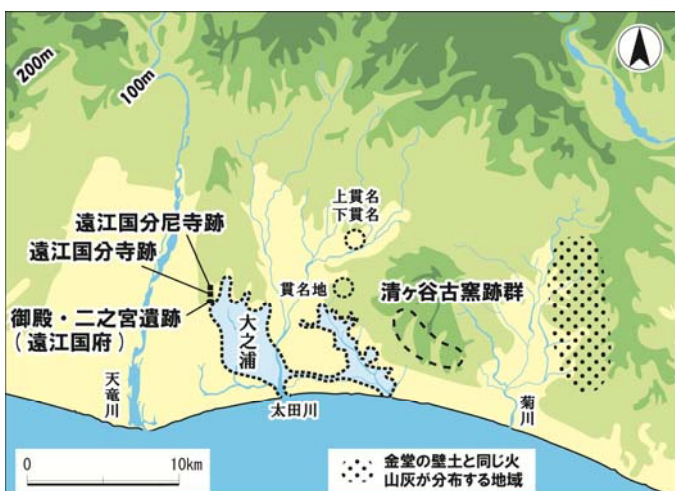 200m
100m
上貫名
下貫名
遠江国分尼寺跡
遠江国分寺跡
貫名地
清ヶ谷古窯跡群
御殿・二之宮遺跡
(遠江国府)
大之浦
天竜川
太田川
菊川
0
10km
金堂の壁土と同じ火
山灰が分布する地域